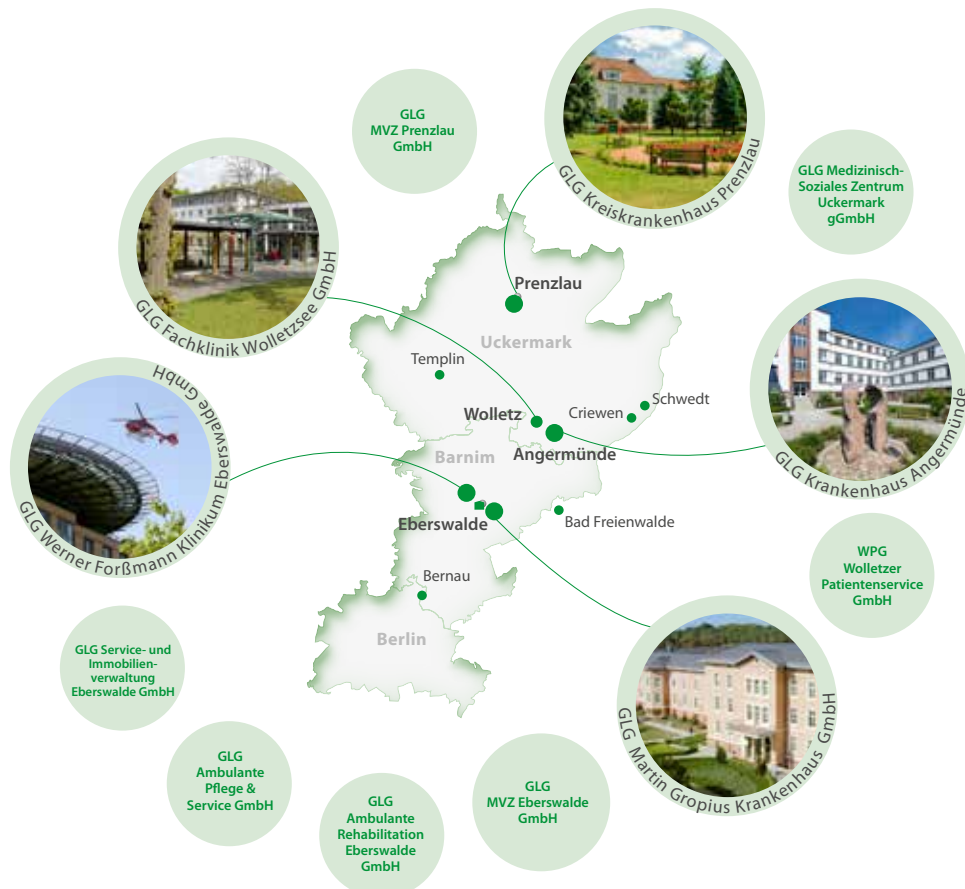 GLG
MVZ Prenzlau
GmbH
GLG Kreiskrankenhaus Prenzlau
GLG Medizinisch-
Soziales Zentrum
Uckermark
gGmbH
GLG Fachklinik Wolletzsee GmbH
Prenzlau
Uckermark
Templin
Schwedt
Criewen
Wolletz
Angermünde
GLG Krankenhaus Angermünde
GLG Werner Forßmann Klinikum Eberswalde GmbH
Barnim
Eberswalde
Bad Freienwalde
WPG
Wolletzer
Patientenservice
GmbH
Bernau
Berlin
GLG Service- und
Immobilien-
verwaltung
Eberswalde GmbH
GLG Martin Gropius Krankenhaus GmbH
GLG
Ambulante
Pflege &
Service GmbH
GLG
Ambulante
Rehabilitation
Eberswalde
GmbH
GLG
MVZ Eberswalde
GmbH